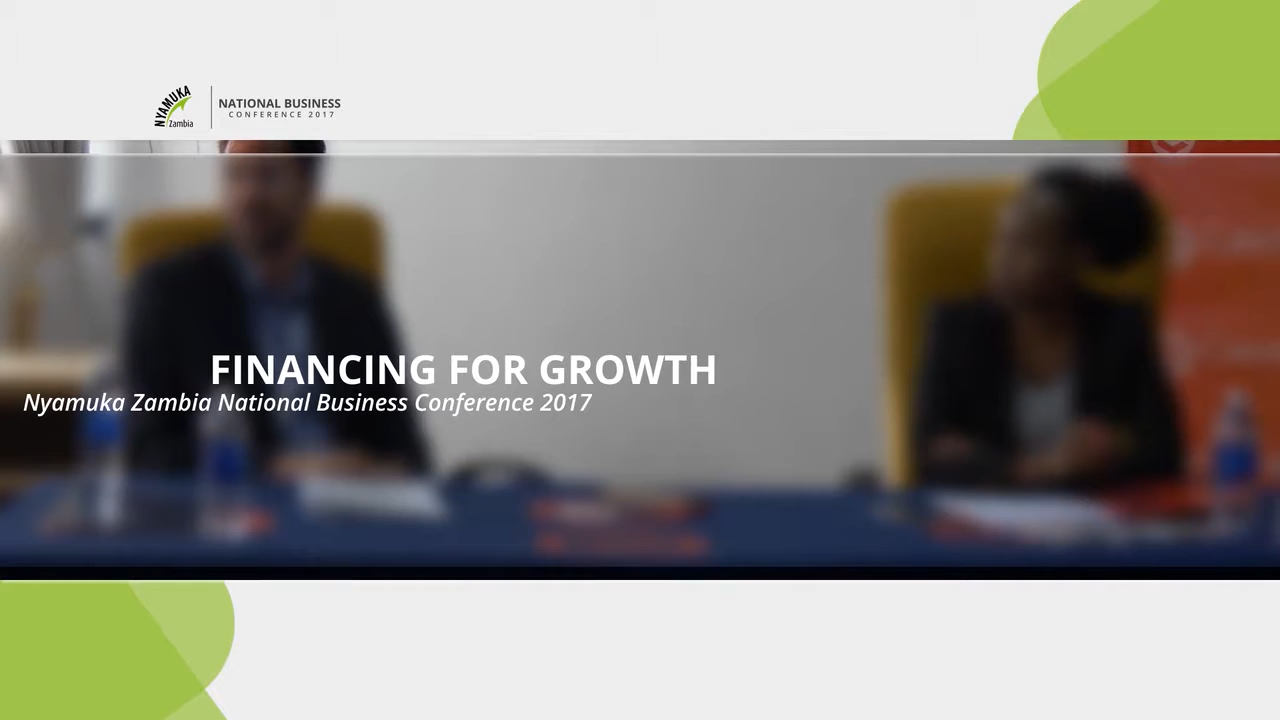 NYAMUKA
Zambia
NATIONAL BUSINESS
CONFERENCE 2017
FINANCING FOR GROWTH
Nyamuka Zambia National Business Conference 2017